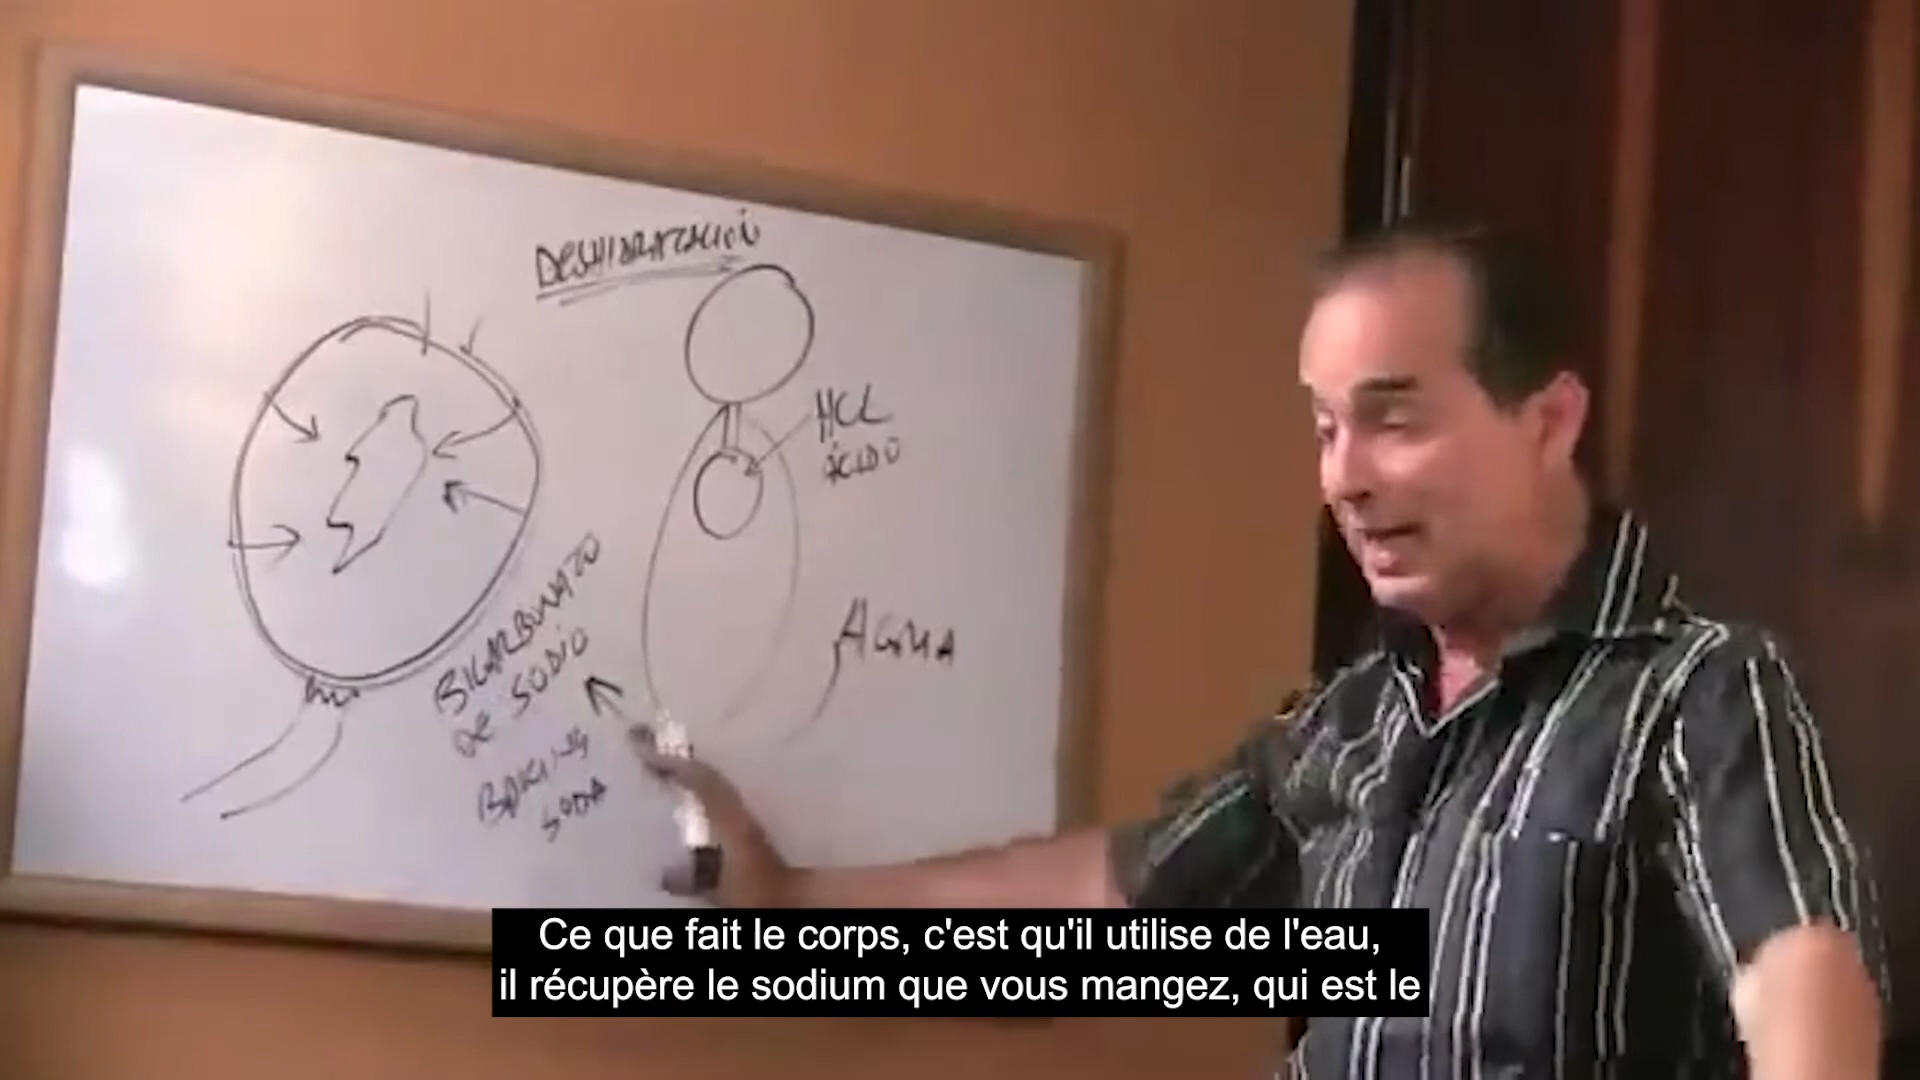 DESHIDRATACIÓN
HCL
ÁCIDO
BICARBONATO
DE SODIO
BAKING
SODA
AGUA
Ce que fait le corps, c'est qu'il utilise de l'eau,
il récupère le sodium que vous mangez, qui est le